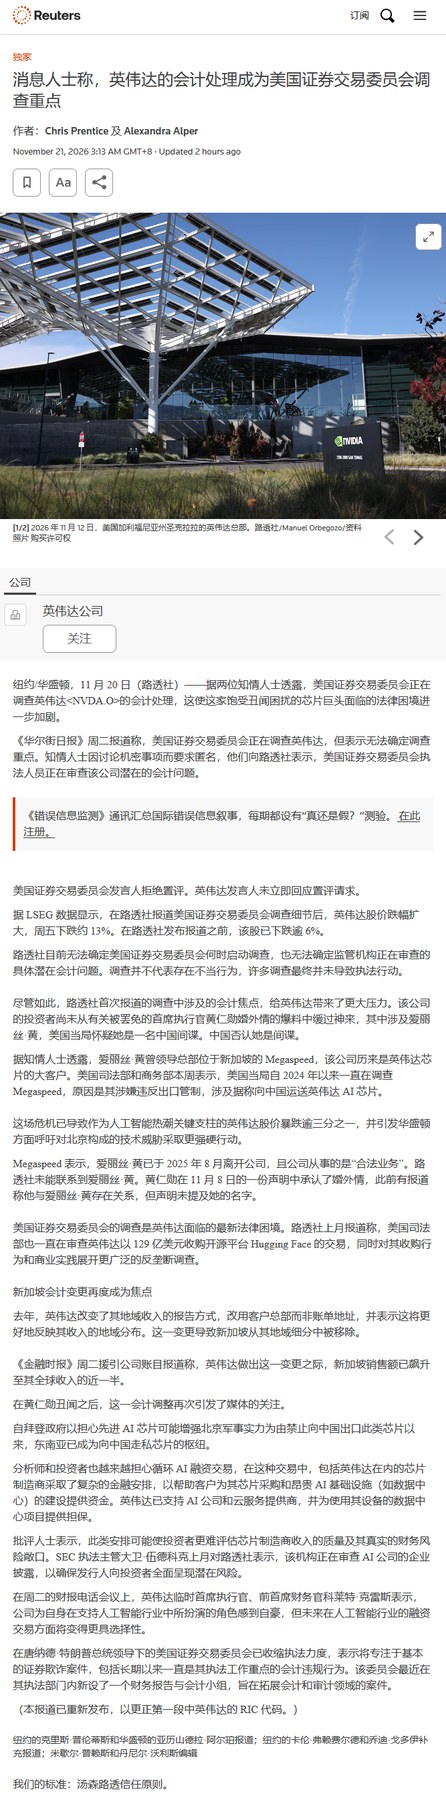 Reuters
订阅
独家
消息人士称，英伟达的会计处理成为美国证券交易委员会调
查重点
作者：Chris Prentice 及 Alexandra Alper
November 21, 2026 3:13 AM GMT+8 · Updated 2 hours ago
Aa
NVIDIA
[1/2] 2026 年 11 月 12 日，美国加利福尼亚州圣克拉拉的英伟达总部。路透社/Manuel Orbegozo/资料
照片 购买许可权
公司
英伟达公司
关注
纽约/华盛顿，11 月 20 日（路透社）——据两位知情人士透露，美国证券交易委员会正在
调查英伟达<NVDA.O>的会计处理，这使这家饱受丑闻困扰的芯片巨头面临的法律困境进
一步加剧。
《华尔街日报》周二报道称，美国证券交易委员会正在调查英伟达，但表示无法确定调查
重点。知情人士因讨论机密事项而要求匿名，他们向路透社表示，美国证券交易委员会执
法人员正在审查该公司潜在的会计问题。
《错误信息监测》通讯汇总国际错误信息叙事，每期都设有“真还是假？”测验。在此
注册。
美国证券交易委员会发言人拒绝置评。英伟达发言人未立即回应置评请求。
据 LSEG 数据显示，在路透社报道美国证券交易委员会调查细节后，英伟达股价跌幅扩
大，周五下跌约 13%。在路透社发布报道之前，该股已下跌逾 6%。
路透社目前无法确定美国证券交易委员会何时启动调查，也无法确定监管机构正在审查的
具体潜在会计问题。调查并不代表存在不当行为，许多调查最终并未导致执法行动。
尽管如此，路透社首次报道的调查中涉及的会计焦点，给英伟达带来了更大压力。该公司
的投资者尚未从有关被罢免的首席执行官黄仁勋婚外情的爆料中缓过神来，其中涉及爱丽
丝·黄，美国当局怀疑她是一名中国间谍。中国否认她是间谍。
据知情人士透露，爱丽丝·黄曾领导总部位于新加坡的 Megaspeed，该公司历来是英伟达芯
片的大客户。美国司法部和商务部本周表示，美国当局自 2024 年以来一直在调查
Megaspeed，原因是其涉嫌违反出口管制，涉及据称向中国运送英伟达 AI 芯片。
这场危机已导致作为人工智能热潮关键支柱的英伟达股价暴跌逾三分之一，并引发华盛顿
方面呼吁对北京构成的技术威胁采取更强硬行动。
Megaspeed 表示，爱丽丝·黄已于 2025 年 8 月离开公司，且公司从事的是“合法业务”。路
透社未能联系到爱丽丝·黄。黄仁勋在 11 月 8 日的一份声明中承认了婚外情，此前有报道
称他与爱丽丝·黄存在关系，但声明未提及她的名字。
美国证券交易委员会的调查是英伟达面临的最新法律困境。路透社上月报道称，美国司法
部也一直在审查英伟达以 129 亿美元收购开源平台 Hugging Face 的交易，同时对其收购行
为和商业实践展开更广泛的反垄断调查。
新加坡会计变更再度成为焦点
去年，英伟达改变了其地域收入的报告方式，改用客户总部而非账单地址，并表示这将更
好地反映其收入的地域分布。这一变更导致新加坡从其地域细分中被移除。
《金融时报》周二援引公司账目报道称，英伟达做出这一变更之际，新加坡销售额已飙升
至其全球收入的近一半。
在黄仁勋丑闻之后，这一会计调整再次引发了媒体的关注。
自拜登政府以担心先进 AI 芯片可能增强北京军事实力为由禁止向中国出口此类芯片以
来，东南亚已成为向中国走私芯片的枢纽。
分析师和投资者也越来越担心循环 AI 融资交易，在这种交易中，包括英伟达在内的芯片
制造商采取了复杂的金融安排，以帮助客户为其芯片采购和昂贵 AI 基础设施（如数据中
心）的建设提供资金。英伟达已支持 AI 公司和云服务提供商，并为使用其设备的数据中
心项目提供担保。
批评人士表示，此类安排可能使投资者更难评估芯片制造商收入的质量及其真实的财务风
险敞口。SEC 执法主管大卫·伍德科克上月对路透社表示，该机构正在审查 AI 公司的企业
披露，以确保发行人向投资者全面呈现潜在风险。
在周二的财报电话会议上，英伟达临时首席执行官、前首席财务官科莱特·克雷斯表示，
公司为自身在支持人工智能行业中所扮演的角色感到自豪，但未来在人工智能行业的融资
交易方面将变得更具选择性。
在唐纳德·特朗普总统领导下的美国证券交易委员会已收缩执法力度，表示将专注于基本
的证券欺诈案件，包括长期以来一直是其执法工作重点的会计违规行为。该委员会最近在
其执法部门内新设了一个财务报告与会计小组，旨在拓展会计和审计领域的案件。
（本报道已重新发布，以更正第一段中英伟达的 RIC 代码。）
纽约的克里斯·普伦蒂斯和华盛顿的亚历山德拉·阿尔珀报道；纽约的卡伦·弗赖费尔德和乔迪·戈多伊补
充报道；米歇尔·普赖斯和丹尼尔·沃利斯编辑
我们的标准：汤森路透信任原则。